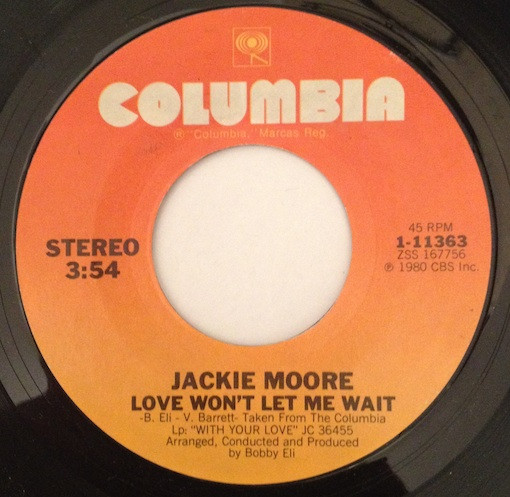 COLUMBIA
® "Columbia," Marcas Reg.
STEREO
3:54
45 RPM
1-11363
ZSS 167756
℗ 1980 CBS Inc.
JACKIE MOORE
LOVE WON'T LET ME WAIT
-B. Eli - V. Barrett- Taken From The Columbia
Lp: "WITH YOUR LOVE" JC 36455
Arranged, Conducted and Produced
by Bobby Eli